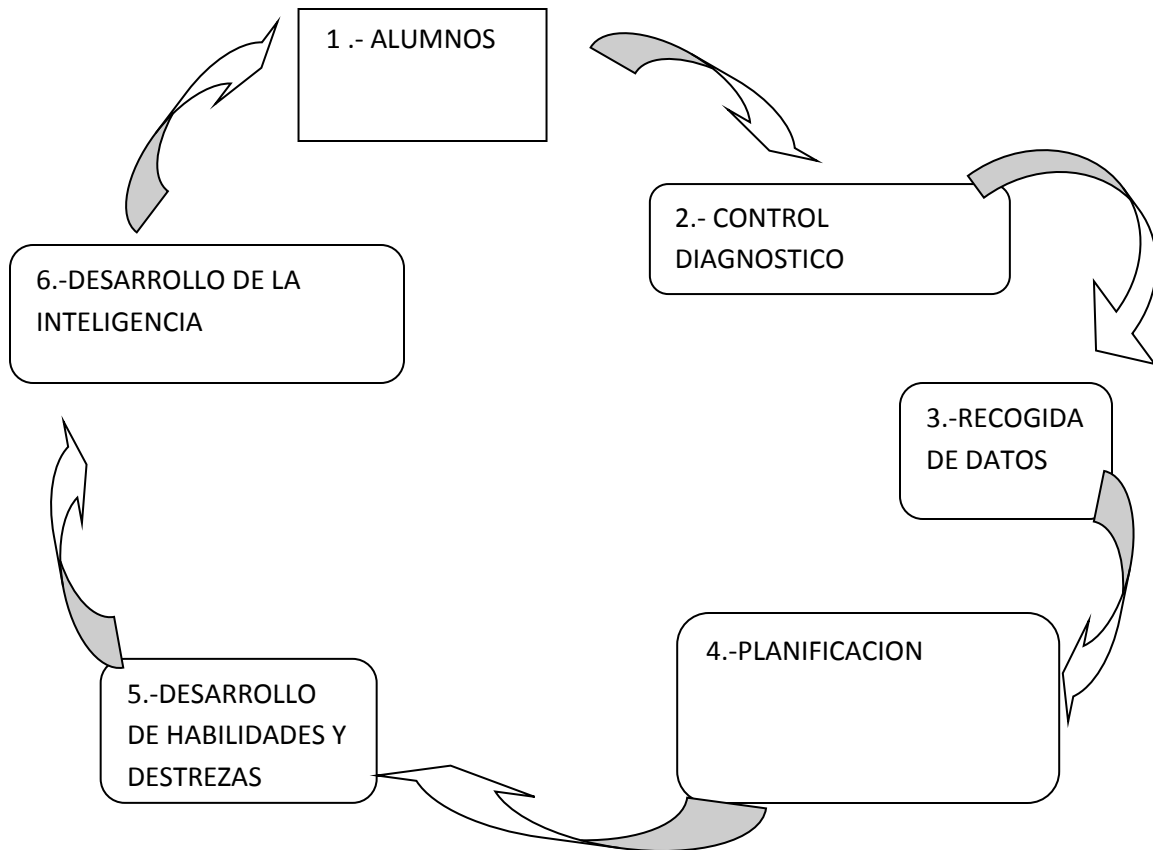 1 .- ALUMNOS
2.- CONTROL
DIAGNOSTICO
3.-RECOGIDA
DE DATOS
4.-PLANIFICACION
5.-DESARROLLO
DE HABILIDADES Y
DESTREZAS
6.-DESARROLLO DE LA
INTELIGENCIA